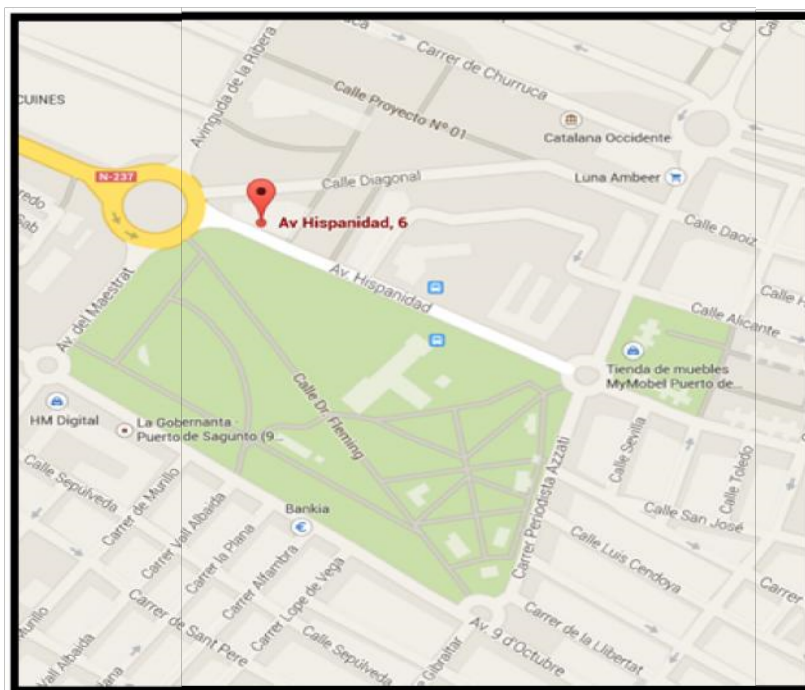 Carrer de Churruca
Avinguda de la Ribera
Calle Proyecto Nº 01
CUINES
Catalana Occidente
N-237
Calle Diagonal
Luna Ambeer
Av Hispanidad, 6
Calle Daoiz
Av. Hispanidad
Av. del Maestrat
Calle Alicante
Tienda de muebles
MyMobel Puerto de...
HM Digital
La Gobernanta -
Puerto de Sagunto (9...
Calle Dr. Fleming
Calle Sevilla
Calle Toledo
Carrer Periodista Azzati
Calle Sepúlveda
Carrer de Murillo
Carrer Vall Albaida
Carrer la Plana
Carrer Alfambra
Carrer Lope de Vega
Bankia
Calle San José
Calle Luis Cendoya
Carrer
Carrer de Sant Pere
Calle Sepúlveda
Av. 9 d'Octubre
Carrer de la Llibertat
Gibraltar
Murillo
Vall Albaida